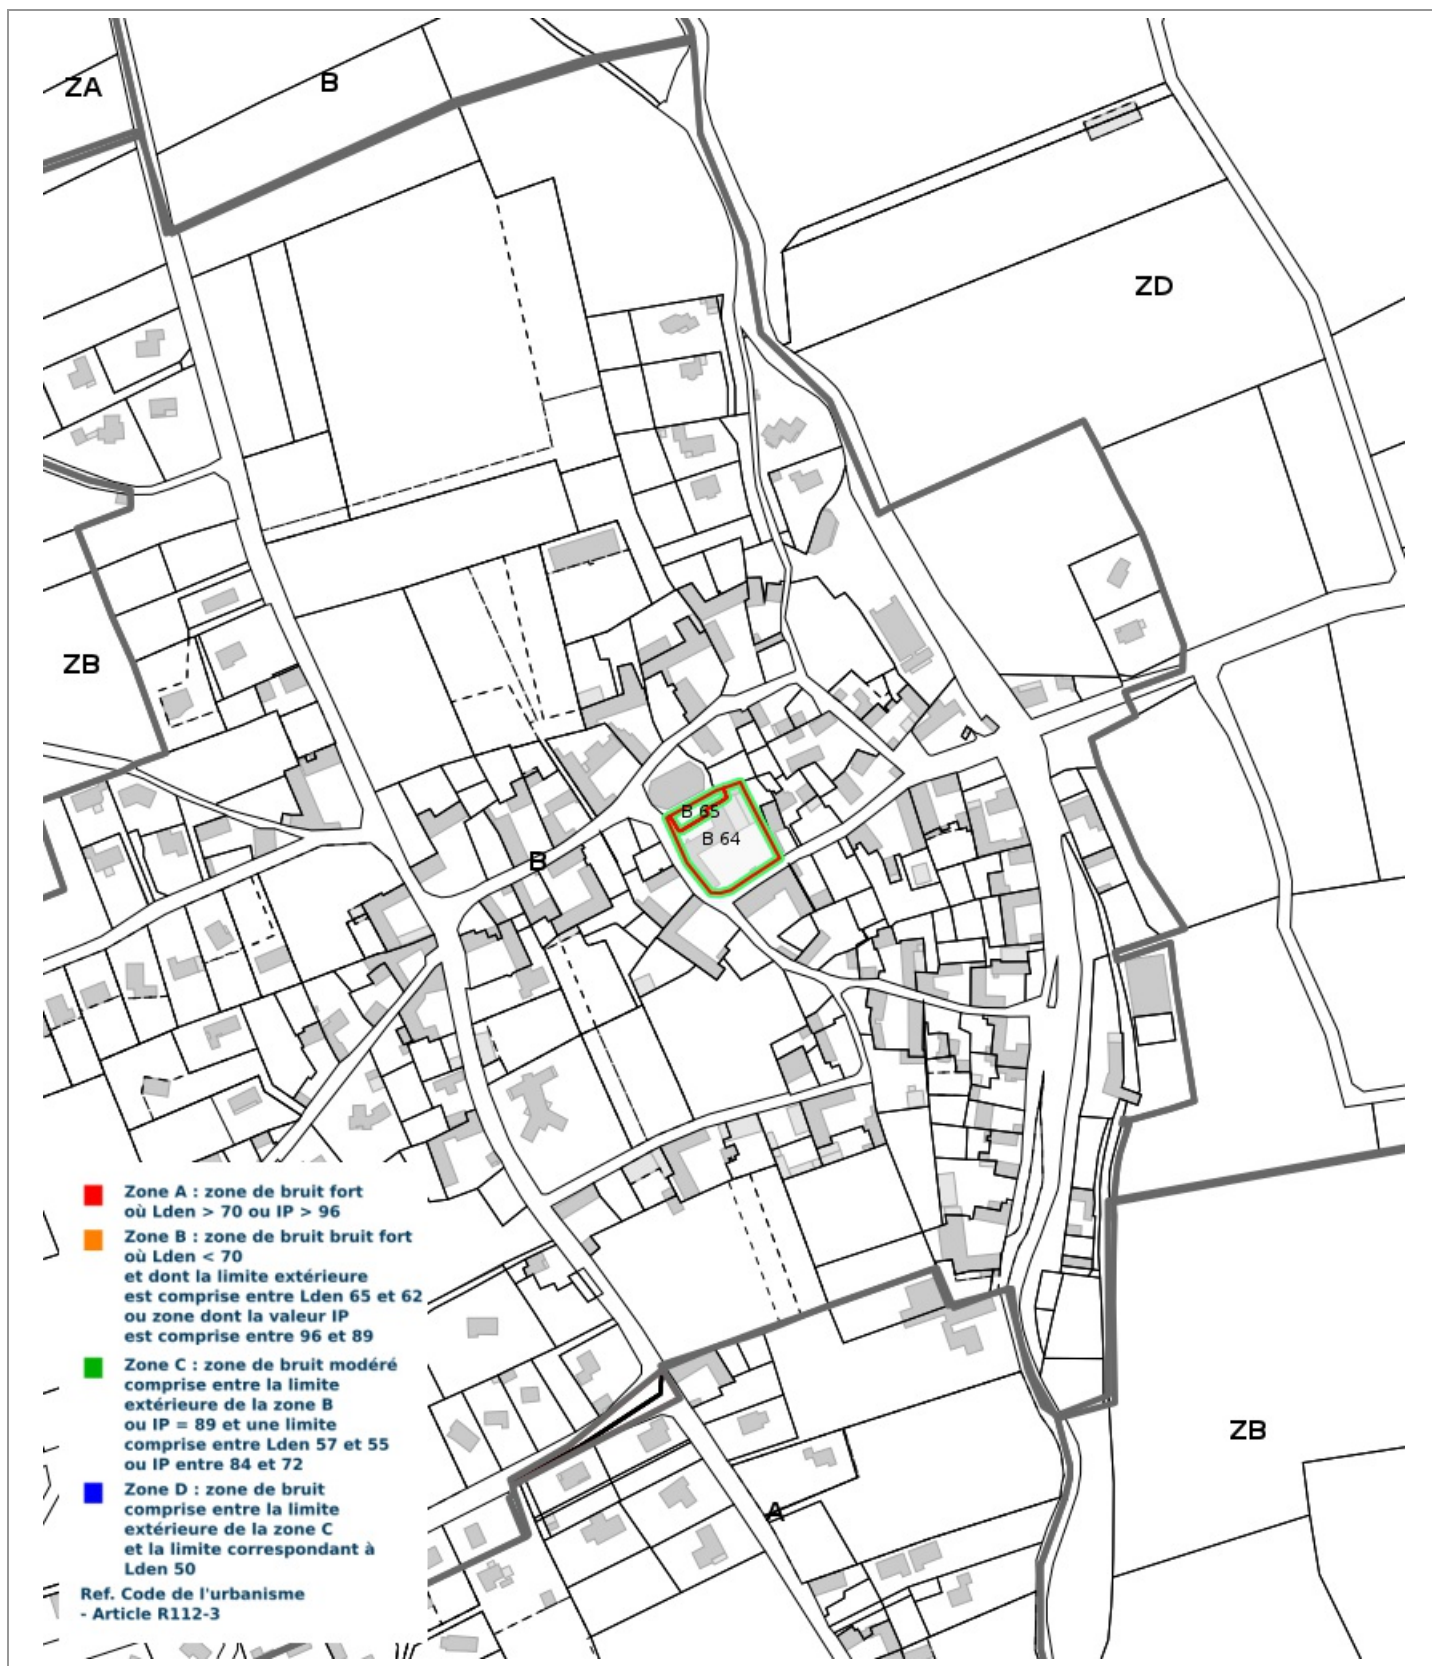 ZA
B
ZD
ZB
B 65
B 64
B
ZB
A
Zone A : zone de bruit fort
où Lden > 70 ou IP > 96
Zone B : zone de bruit bruit fort
où Lden < 70
et dont la limite extérieure
est comprise entre Lden 65 et 62
ou zone dont la valeur IP
est comprise entre 96 et 89
Zone C : zone de bruit modéré
comprise entre la limite
extérieure de la zone B
ou IP = 89 et une limite
comprise entre Lden 57 et 55
ou IP entre 84 et 72
Zone D : zone de bruit
comprise entre la limite
extérieure de la zone C
et la limite correspondant à
Lden 50
Ref. Code de l'urbanisme
- Article R112-3